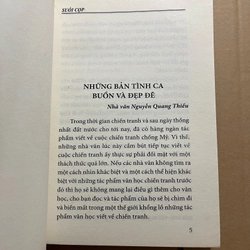 SUỐI CỌP
NHỮNG BẢN TÌNH CA
BUỒN VÀ ĐẸP ĐẼ
Nhà văn Nguyễn Quang Thiều
Trong thời gian chiến tranh và sau ngày thống
nhất đất nước cho tới nay, đã có hàng ngàn tác
phẩm viết về cuộc chiến tranh chống Mỹ. Vì thế,
những nhà văn lúc này cầm bút tiếp tục viết về
cuộc chiến tranh ấy thực sự phải đối mặt với một
thách thức quá lớn. Nếu các nhà văn không tìm ra
một cách nhìn khác biệt và một cách thể hiện khác
biệt với những tác phẩm văn học viết về chiến tranh
trước đó thì họ sẽ không mang lại điều gì thêm cho văn
học, cho bạn đọc và tác phẩm của họ sẽ bị chìm đi
và biến mất trong một thế giới khổng lồ những tác
phẩm văn học viết về chiến tranh.
5